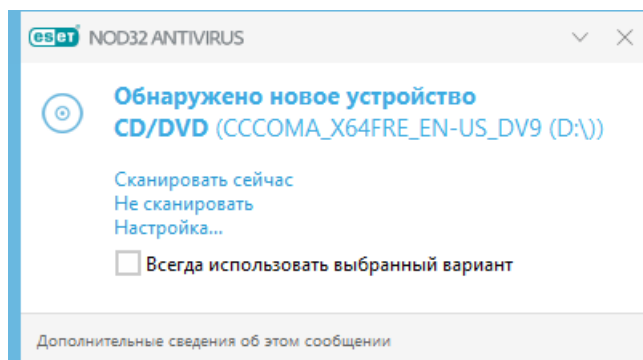 eset NOD32 ANTIVIRUS
Обнаружено новое устройство
CD/DVD (CCCOMA_X64FRE_EN-US_DV9 (D:\))
Сканировать сейчас
Не сканировать
Настройка...
Всегда использовать выбранный вариант
Дополнительные сведения об этом сообщении